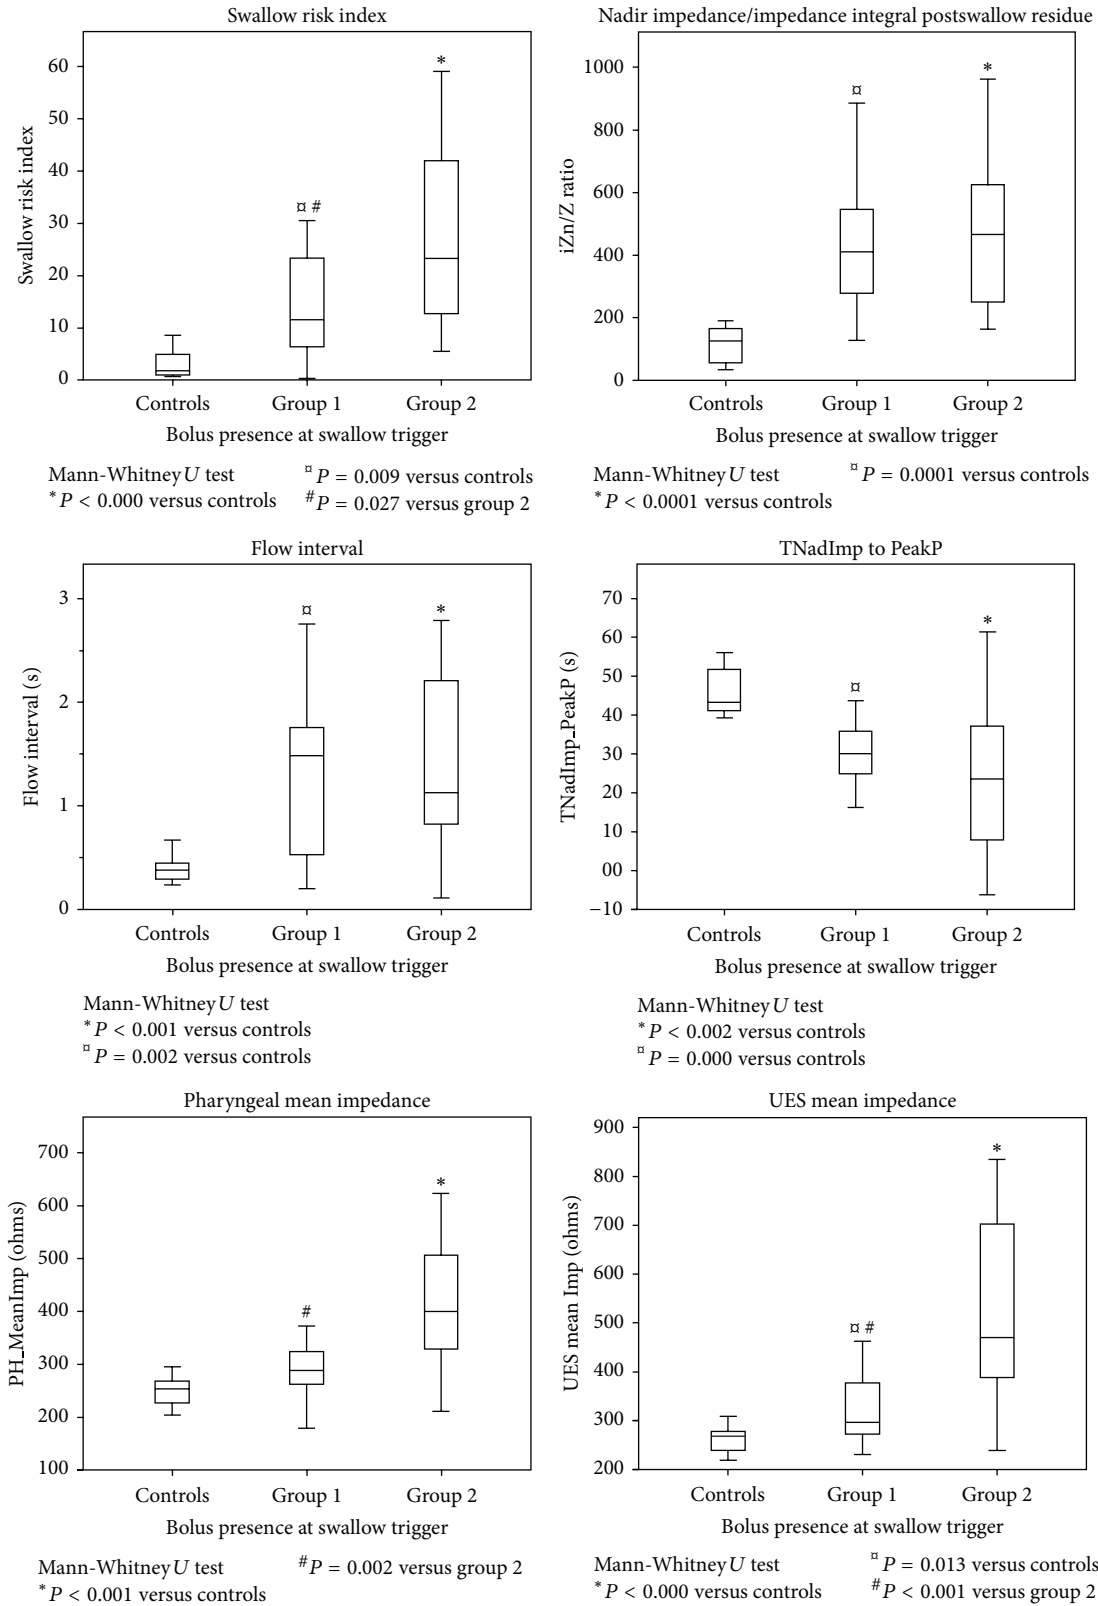 Swallow risk index
Swallow risk index
60
50
40
30
20
10
0
¤ #
*
Controls Group 1 Group 2
Bolus presence at swallow trigger
Mann-Whitney U test
* P < 0.000 versus controls
¤ P = 0.009 versus controls
# P = 0.027 versus group 2
Nadir impedance/impedance integral postswallow residue
iZn/Z ratio
1000
800
600
400
200
0
¤
*
Controls Group 1 Group 2
Bolus presence at swallow trigger
Mann-Whitney U test
* P < 0.0001 versus controls
¤ P = 0.0001 versus controls
Flow interval
Flow interval (s)
3
2
1
0
¤
*
Controls Group 1 Group 2
Bolus presence at swallow trigger
Mann-Whitney U test
* P < 0.001 versus controls
¤ P = 0.002 versus controls
TNadImp to PeakP
TNadImp_PeakP (s)
70
60
50
40
30
20
10
00
−10
¤
*
Controls Group 1 Group 2
Bolus presence at swallow trigger
Mann-Whitney U test
* P < 0.002 versus controls
¤ P = 0.000 versus controls
Pharyngeal mean impedance
PH_MeanImp (ohms)
700
600
500
400
300
200
100
#
*
Controls Group 1 Group 2
Bolus presence at swallow trigger
Mann-Whitney U test
* P < 0.001 versus controls
# P = 0.002 versus group 2
UES mean impedance
UES mean Imp (ohms)
900
800
700
600
500
400
300
200
¤ #
*
Controls Group 1 Group 2
Bolus presence at swallow trigger
Mann-Whitney U test
* P < 0.000 versus controls
¤ P = 0.013 versus controls
# P < 0.001 versus group 2